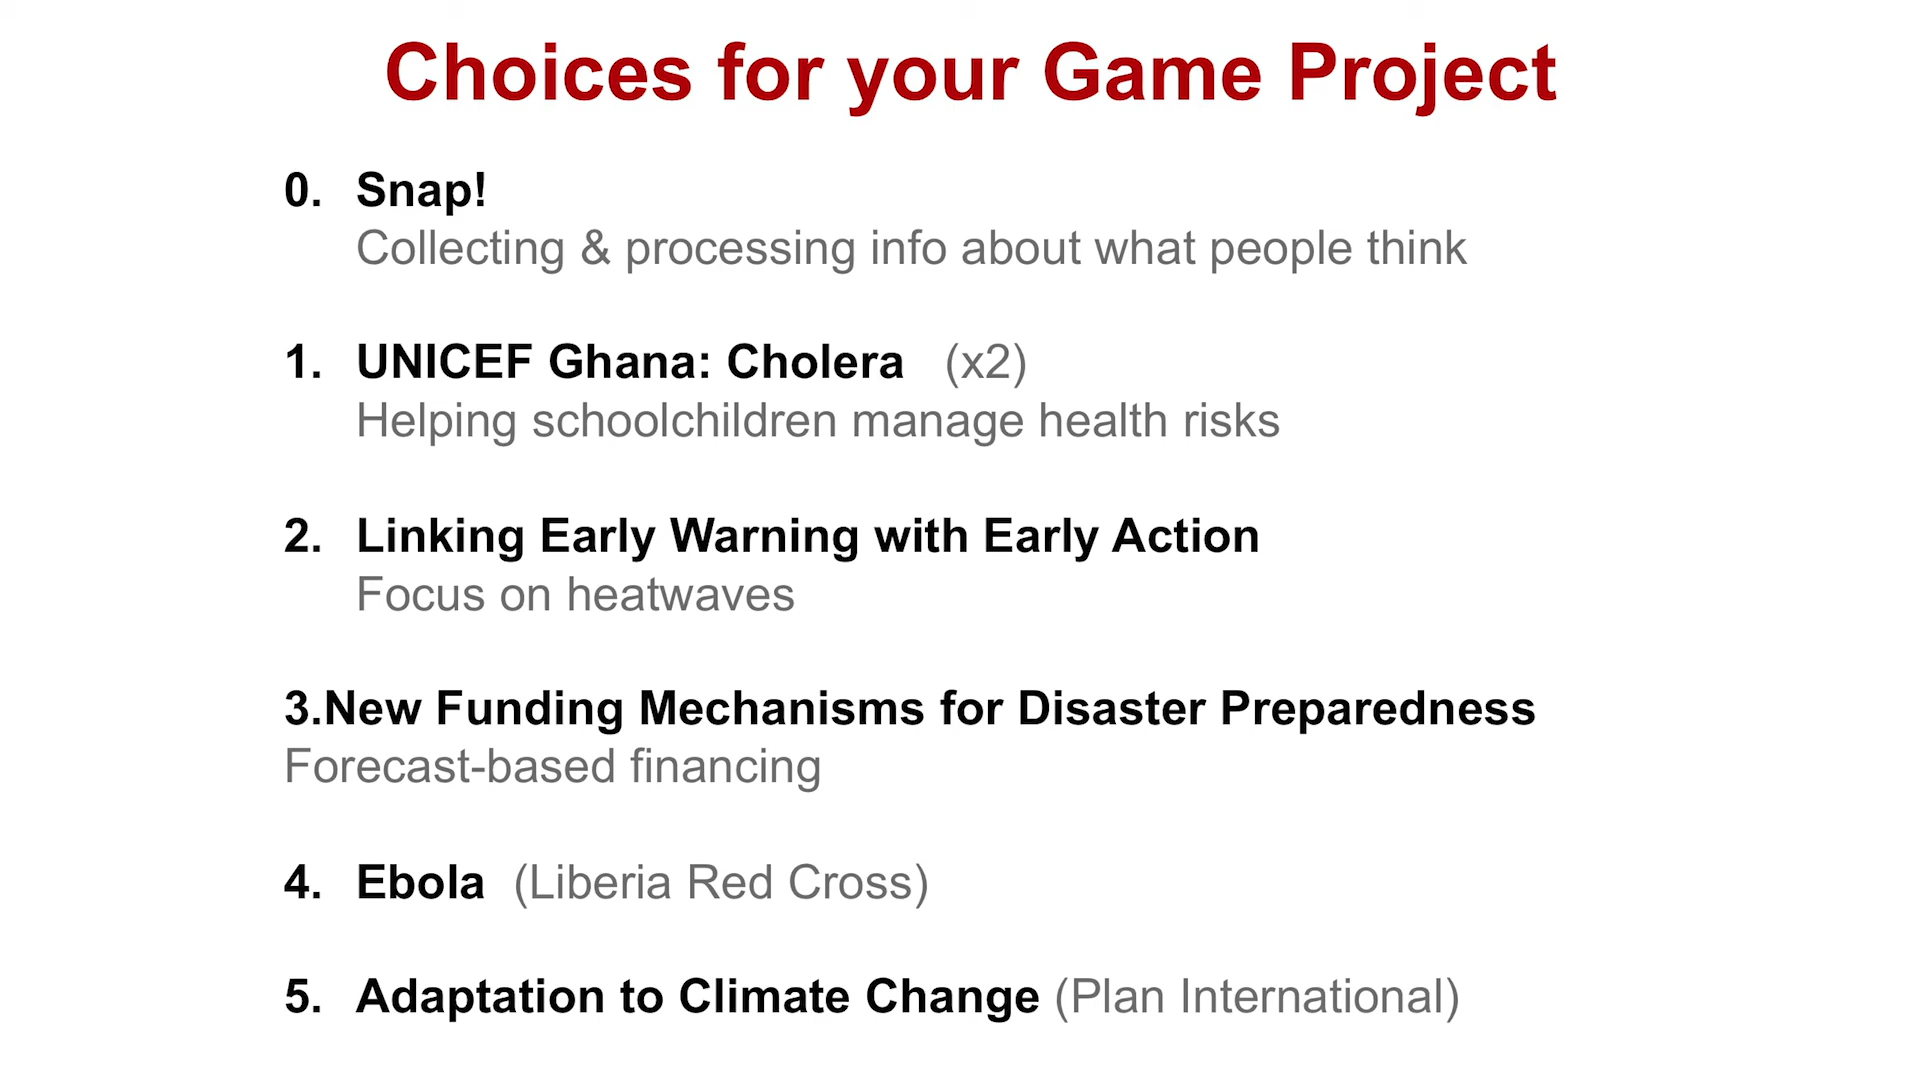 Choices for your Game Project
0. Snap!
Collecting & processing info about what people think
1. UNICEF Ghana: Cholera (x2)
Helping schoolchildren manage health risks
2. Linking Early Warning with Early Action
Focus on heatwaves
3.New Funding Mechanisms for Disaster Preparedness
Forecast-based financing
4. Ebola (Liberia Red Cross)
5. Adaptation to Climate Change (Plan International)